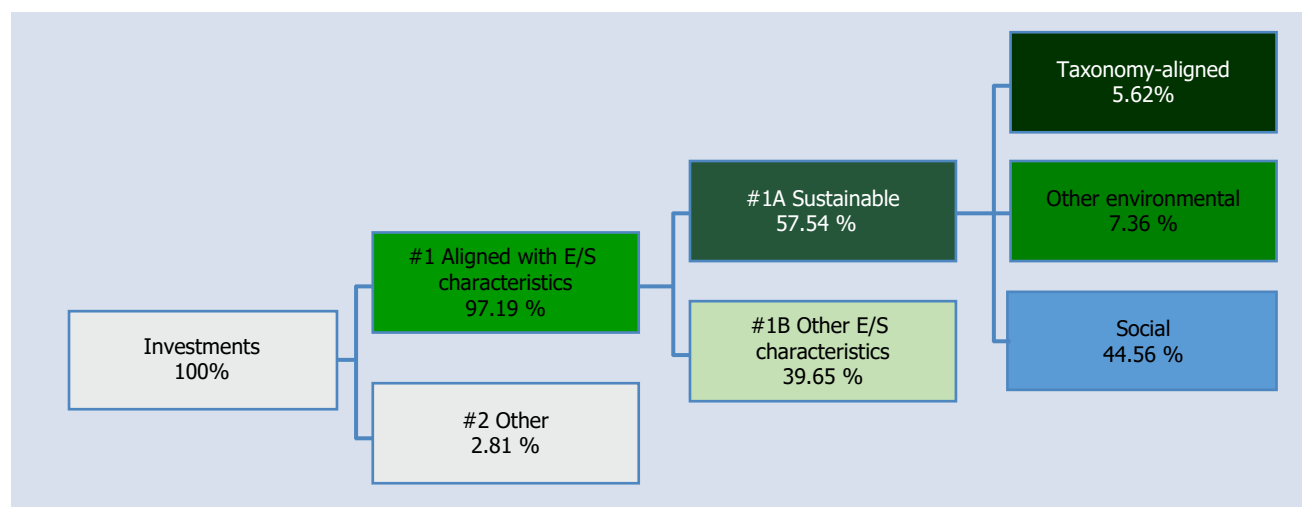 Investments
100%
#1 Aligned with E/S
characteristics
97.19 %
#2 Other
2.81 %
#1A Sustainable
57.54 %
#1B Other E/S
characteristics
39.65 %
Taxonomy-aligned
5.62%
Other environmental
7.36 %
Social
44.56 %